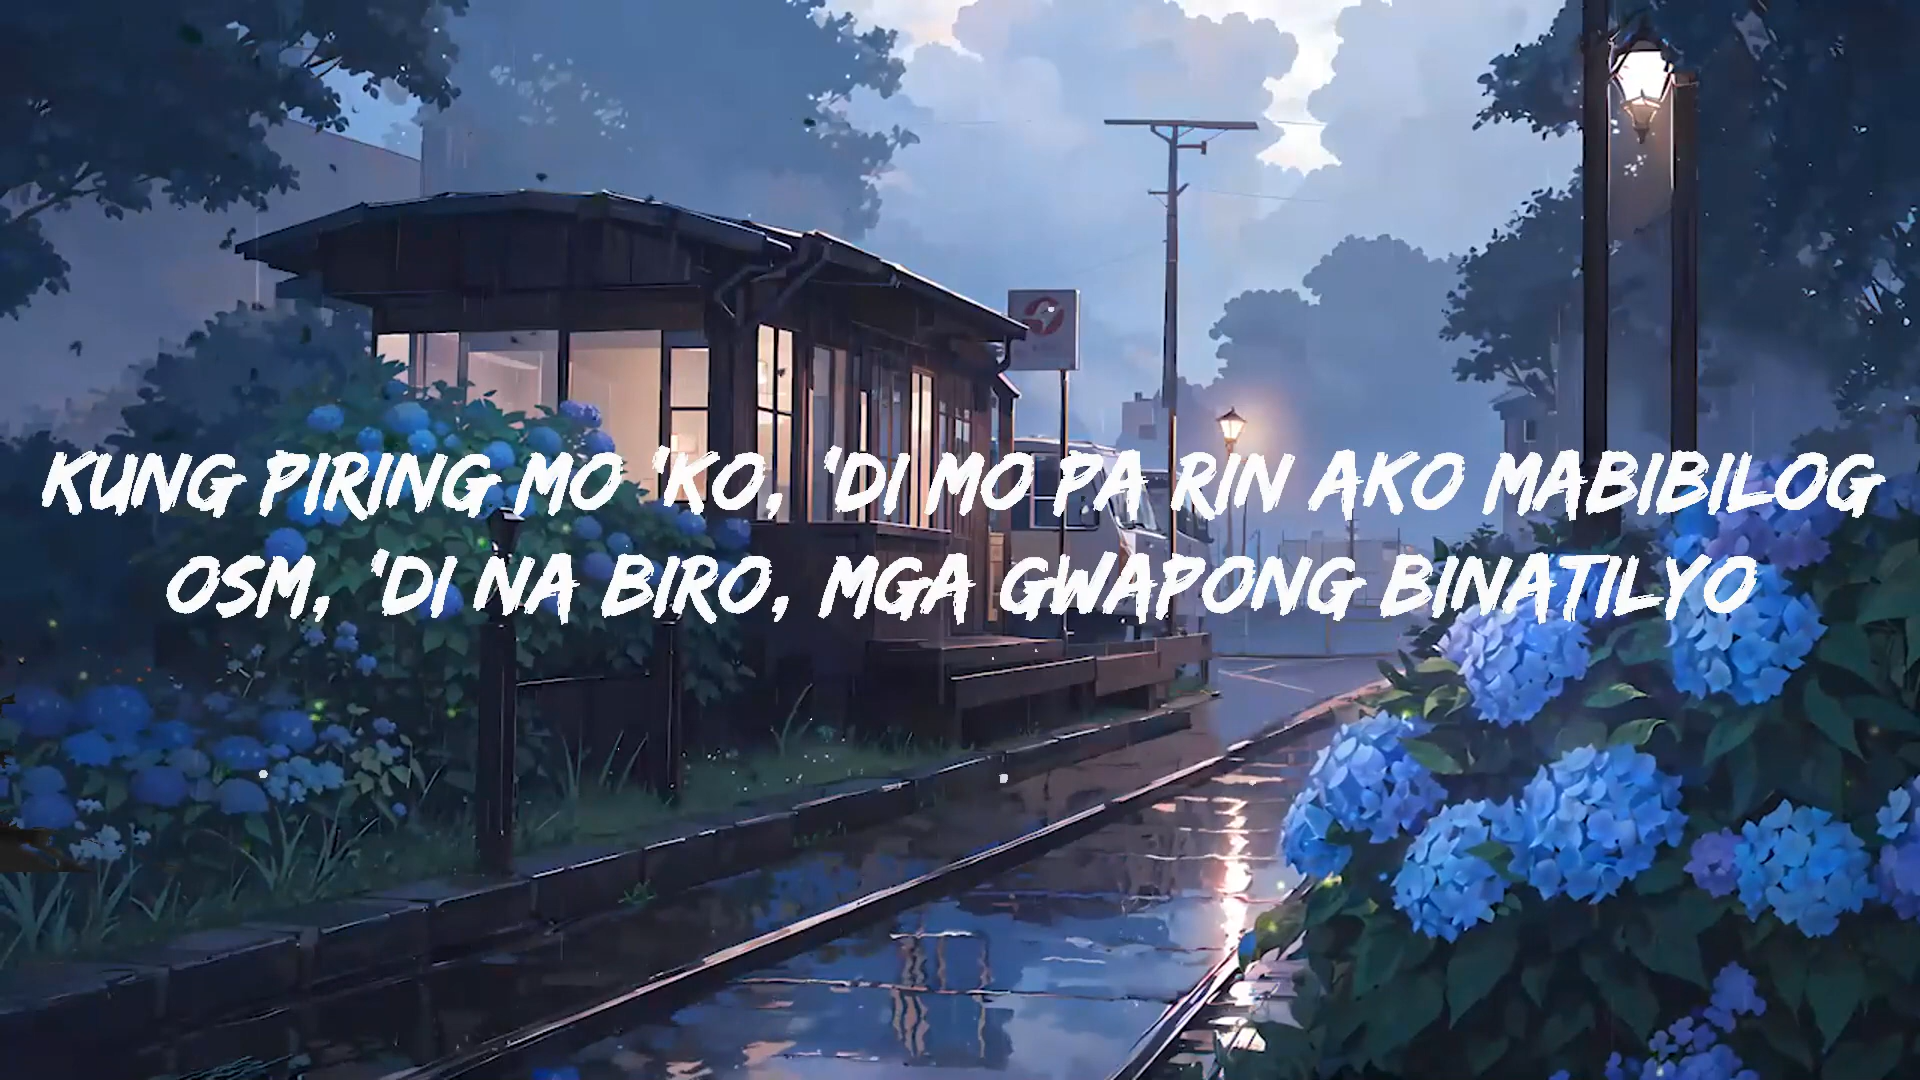 KUNG PIRING MO 'KO, 'DI MO PA RIN AKO MABIBILOG
OSM, 'DI NA BIRO, MGA GWAPONG BINATILYO